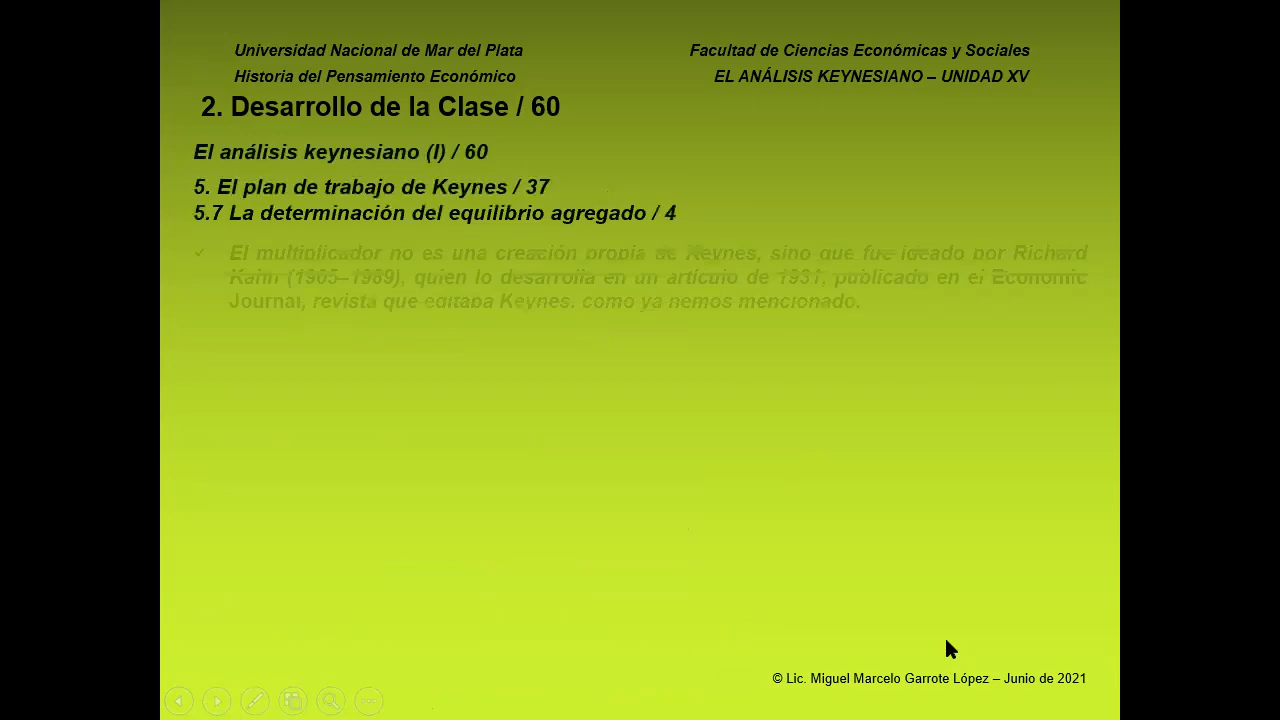 Universidad Nacional de Mar del Plata
Facultad de Ciencias Económicas y Sociales
Historia del Pensamiento Económico
EL ANÁLISIS KEYNESIANO – UNIDAD XV
2. Desarrollo de la Clase / 60
El análisis keynesiano (I) / 60
5. El plan de trabajo de Keynes / 37
5.7 La determinación del equilibrio agregado / 4
✓ El multiplicador no es una creación propia de Keynes, sino que fue ideado por Richard
Kahn (1905–1989), quien lo desarrolla en un artículo de 1931, publicado en el Economic
Journal, revista que editaba Keynes, como ya hemos mencionado.
© Lic. Miguel Marcelo Garrote López – Junio de 2021